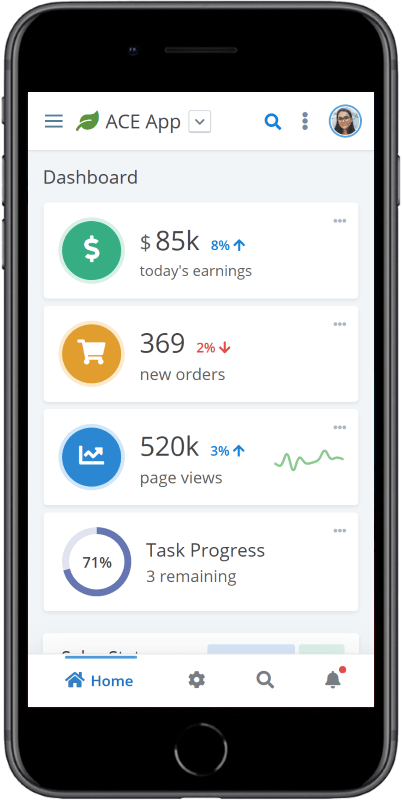 ACE App
Dashboard
$ 85k 8%
today's earnings
369 2%
new orders
520k 3%
page views
71%
Task Progress
3 remaining
Home